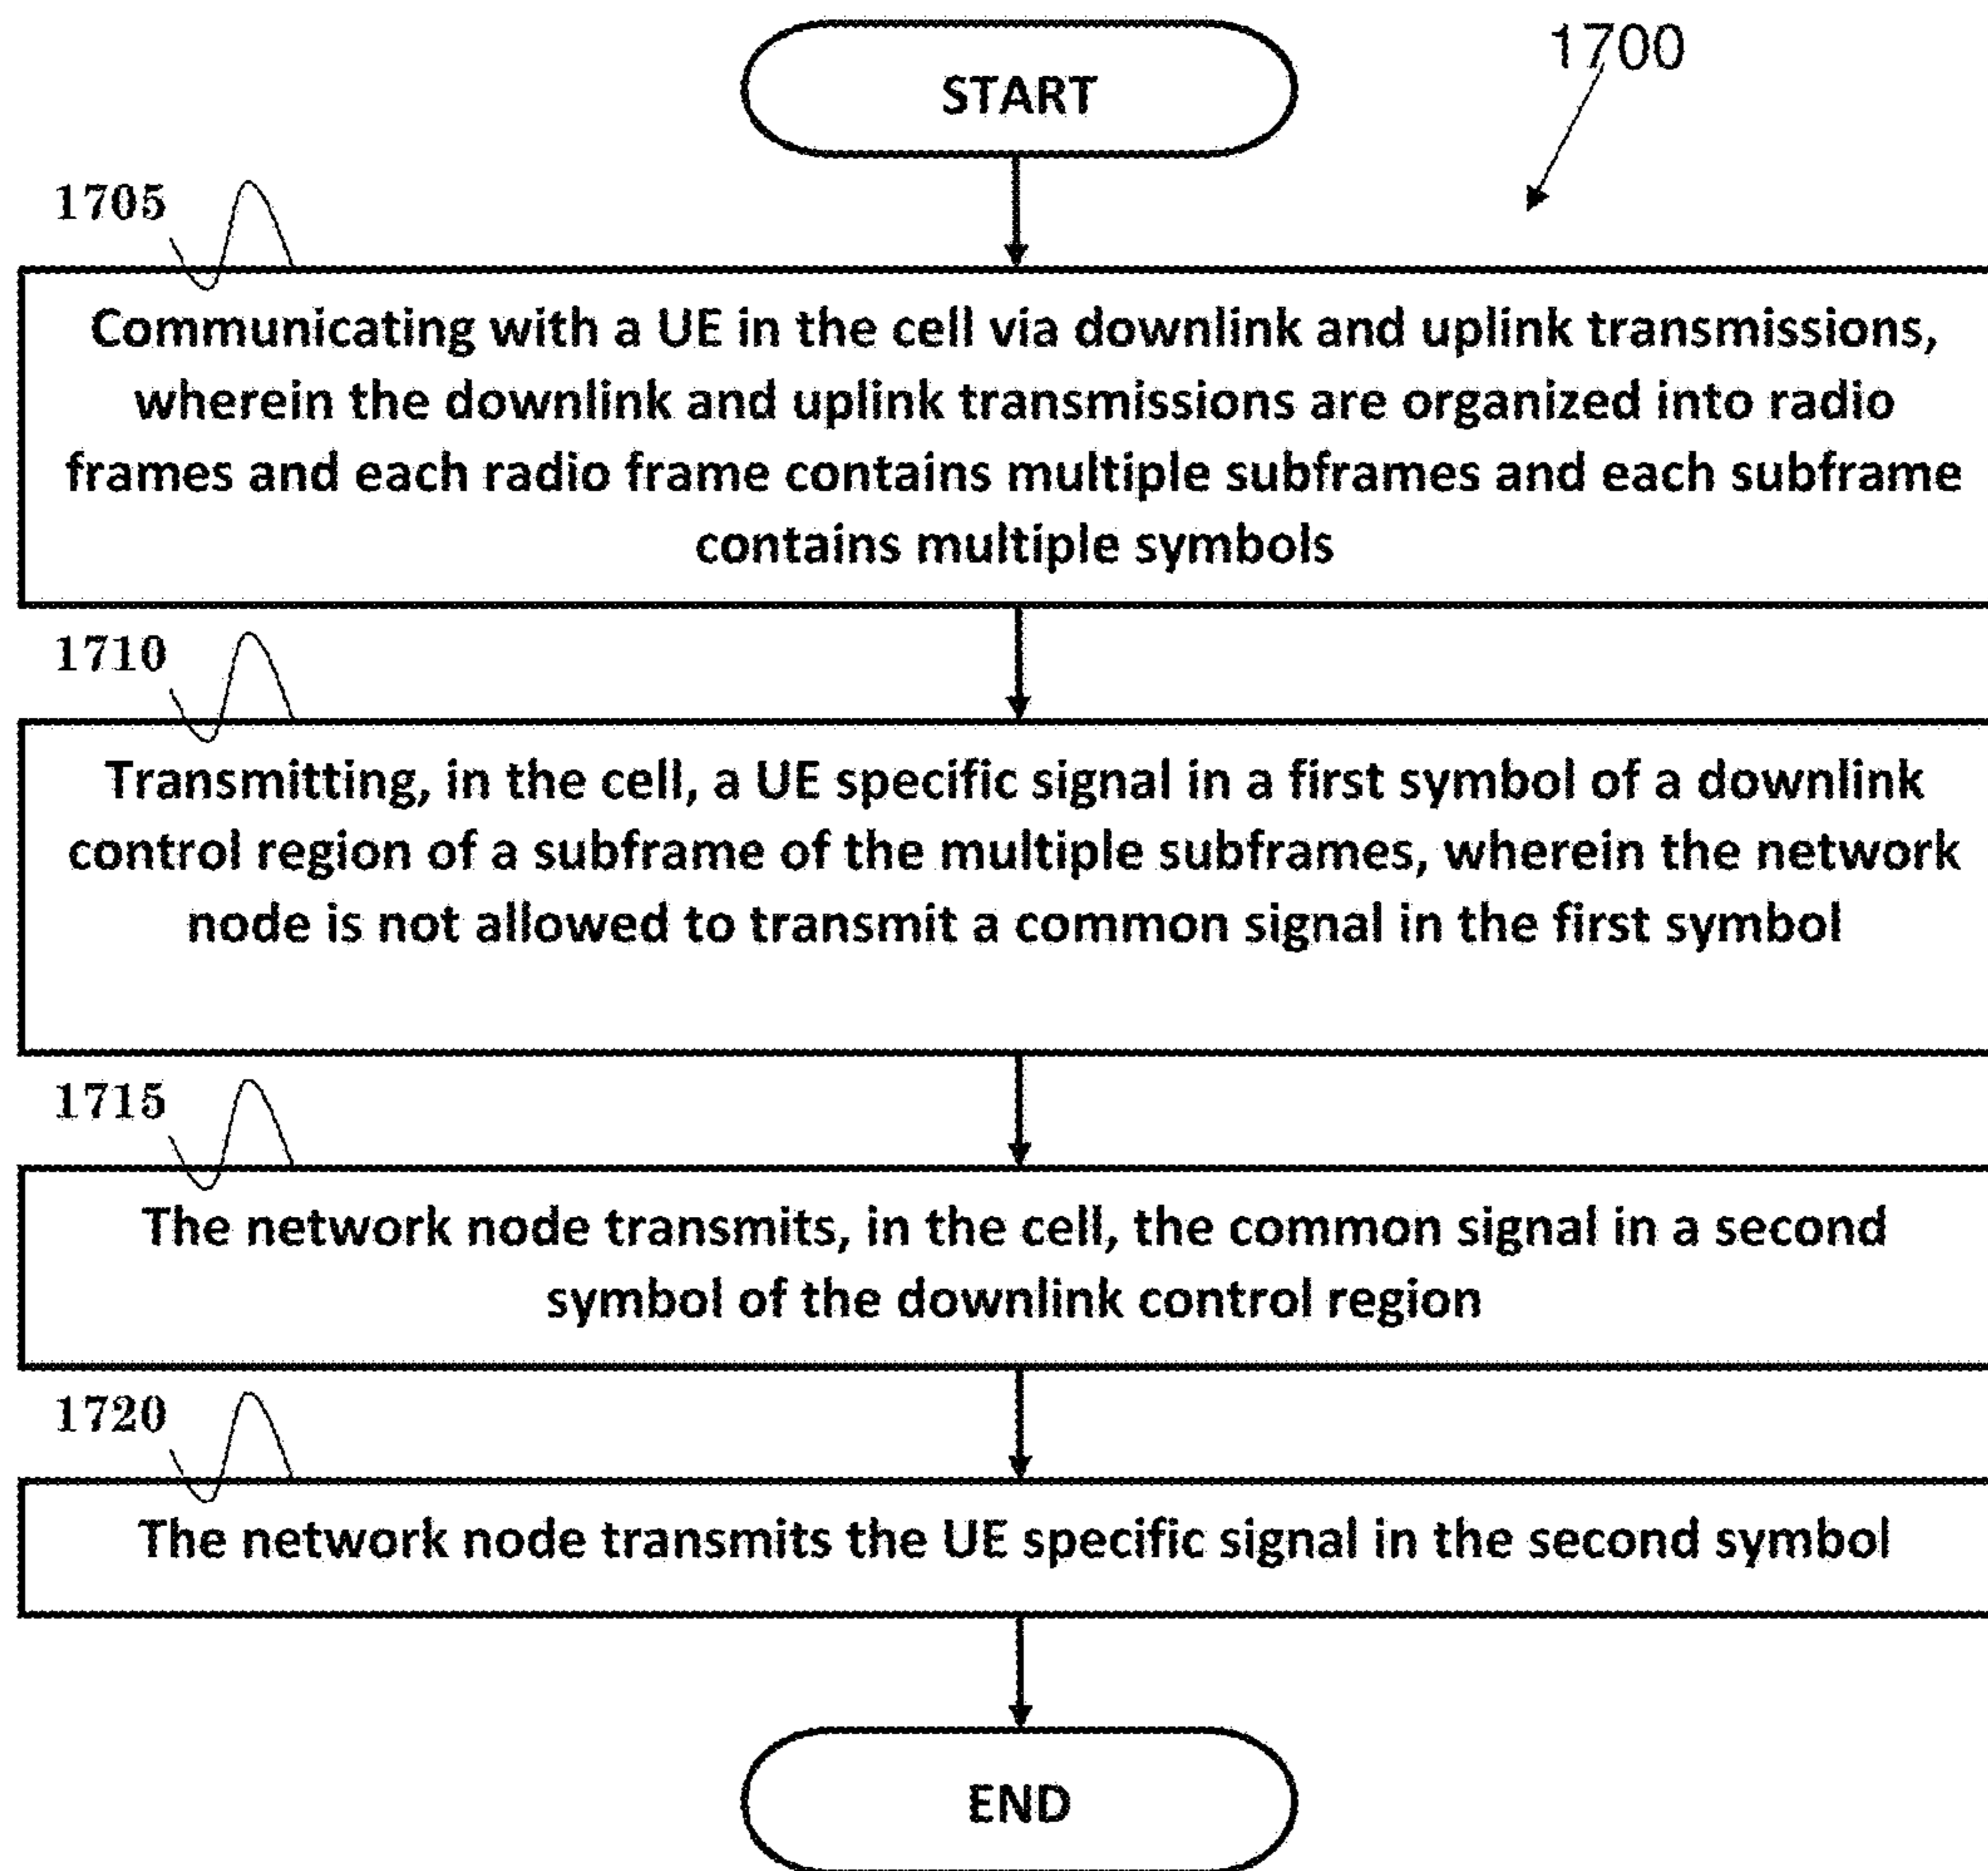 START
1700
1705
Communicating with a UE in the cell via downlink and uplink transmissions,
wherein the downlink and uplink transmissions are organized into radio
frames and each radio frame contains multiple subframes and each subframe
contains multiple symbols
1710
Transmitting, in the cell, a UE specific signal in a first symbol of a downlink
control region of a subframe of the multiple subframes, wherein the network
node is not allowed to transmit a common signal in the first symbol
1715
The network node transmits, in the cell, the common signal in a second
symbol of the downlink control region
1720
The network node transmits the UE specific signal in the second symbol
END